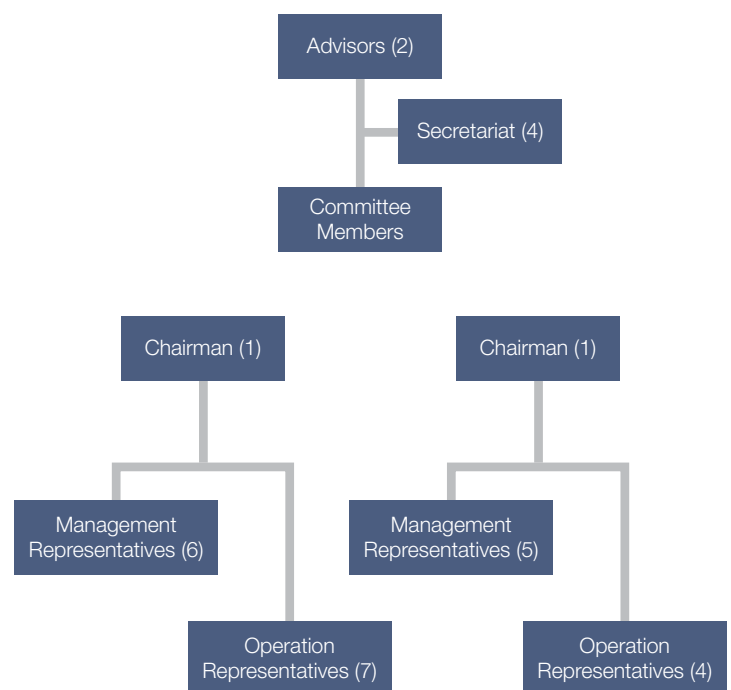 Advisors (2)
Secretariat (4)
Committee
Members
Chairman (1)
Chairman (1)
Management
Representatives (6)
Management
Representatives (5)
Operation
Representatives (7)
Operation
Representatives (4)